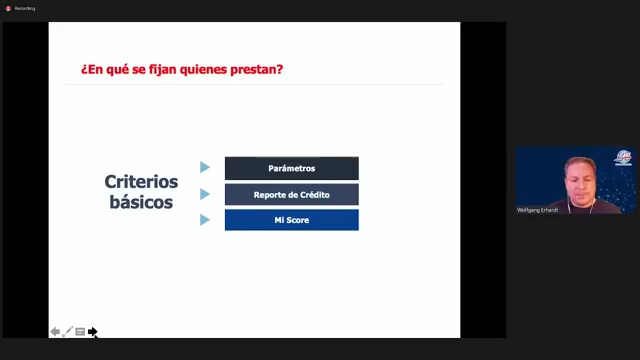 Recording
¿En qué se fijan quienes prestan?
Criterios
básicos
Parámetros
Reporte de Crédito
Mi Score
Wolfgang Erhardt